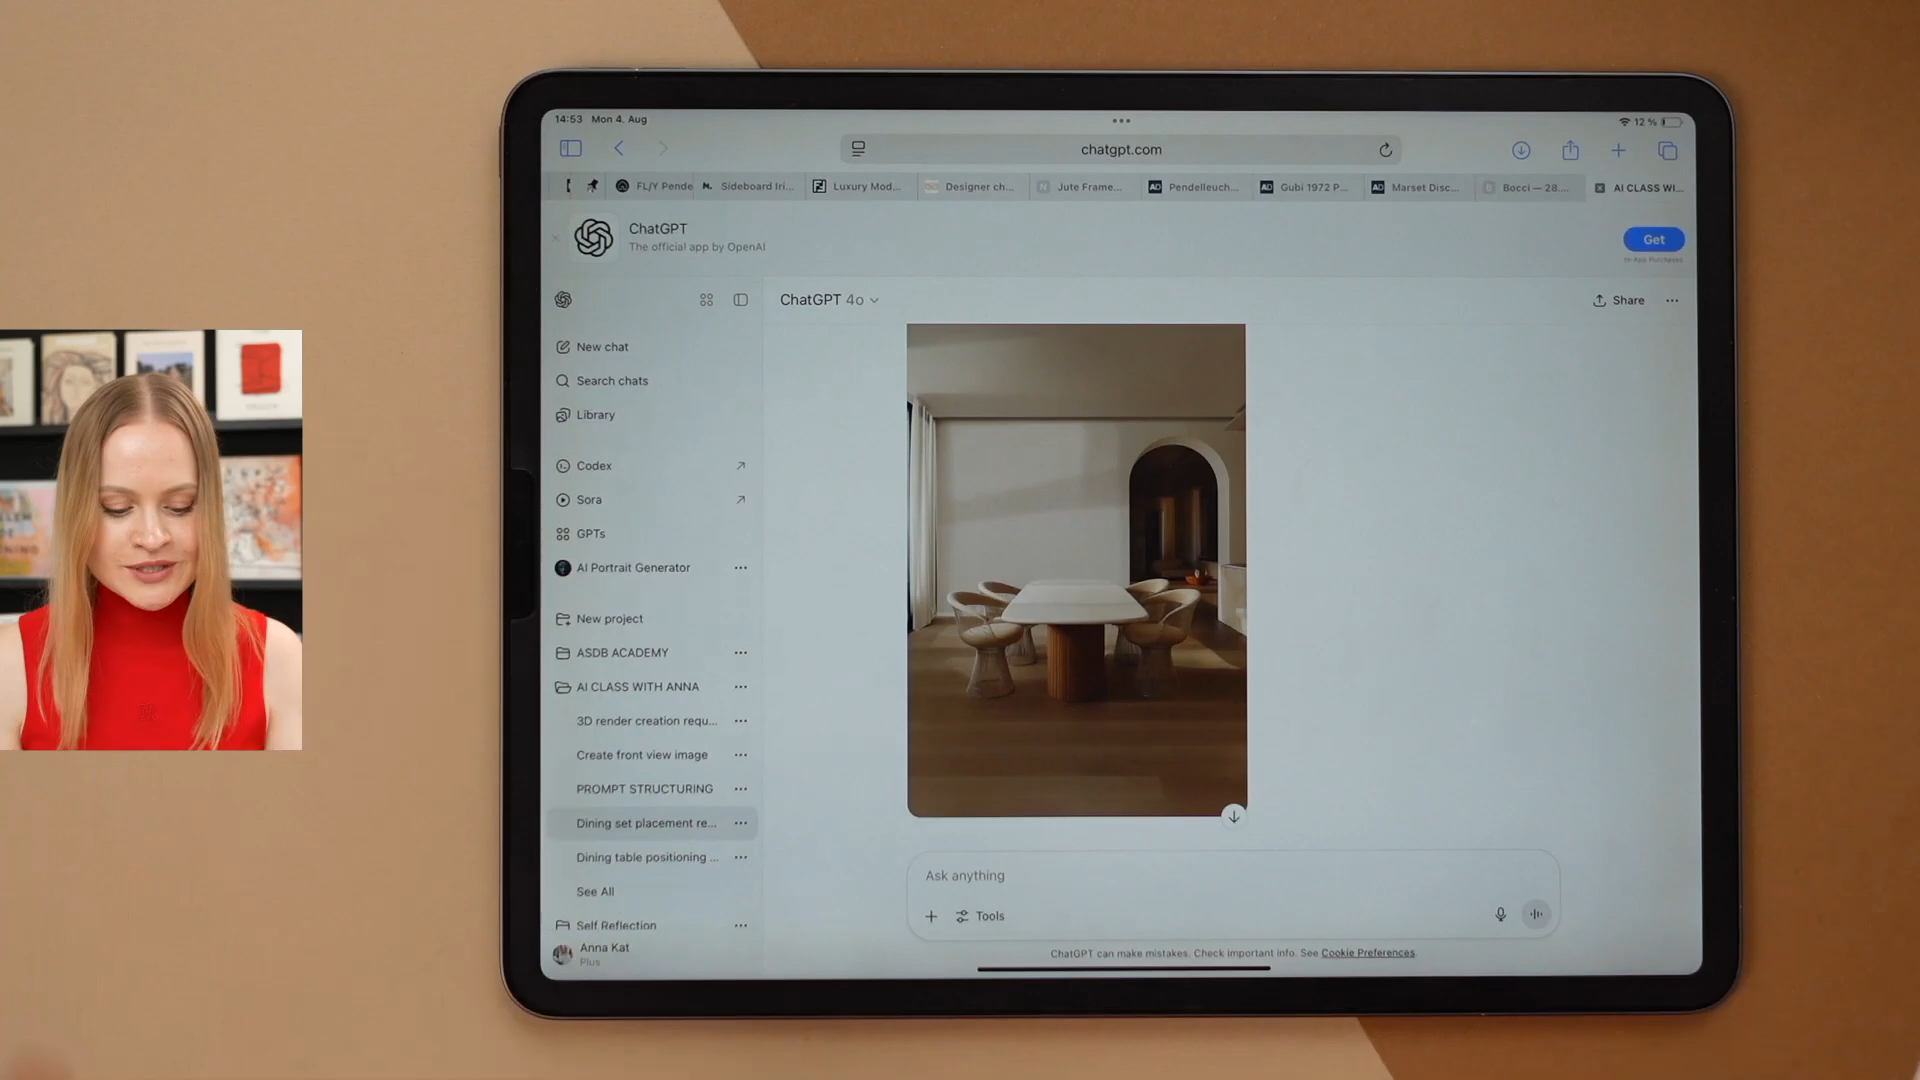 14:53 Mon 4. Aug
12 %
chatgpt.com
FL/Y Pende
Sideboard Iri...
Luxury Mod...
Designer ch...
Jute Frame...
Pendelleuch...
Gubi 1972 P...
Marset Disc...
Bocci — 28....
AI CLASS WI...
ChatGPT
The official app by OpenAI
Get
In-App Purchases
ChatGPT 4o
Share
New chat
Search chats
Library
Codex
Sora
GPTs
AI Portrait Generator
New project
ASDB ACADEMY
AI CLASS WITH ANNA
3D render creation requ...
Create front view image
PROMPT STRUCTURING
Dining set placement re...
Dining table positioning ...
See All
Self Reflection
Anna Kat
Plus
Ask anything
Tools
ChatGPT can make mistakes. Check important info. See Cookie Preferences.